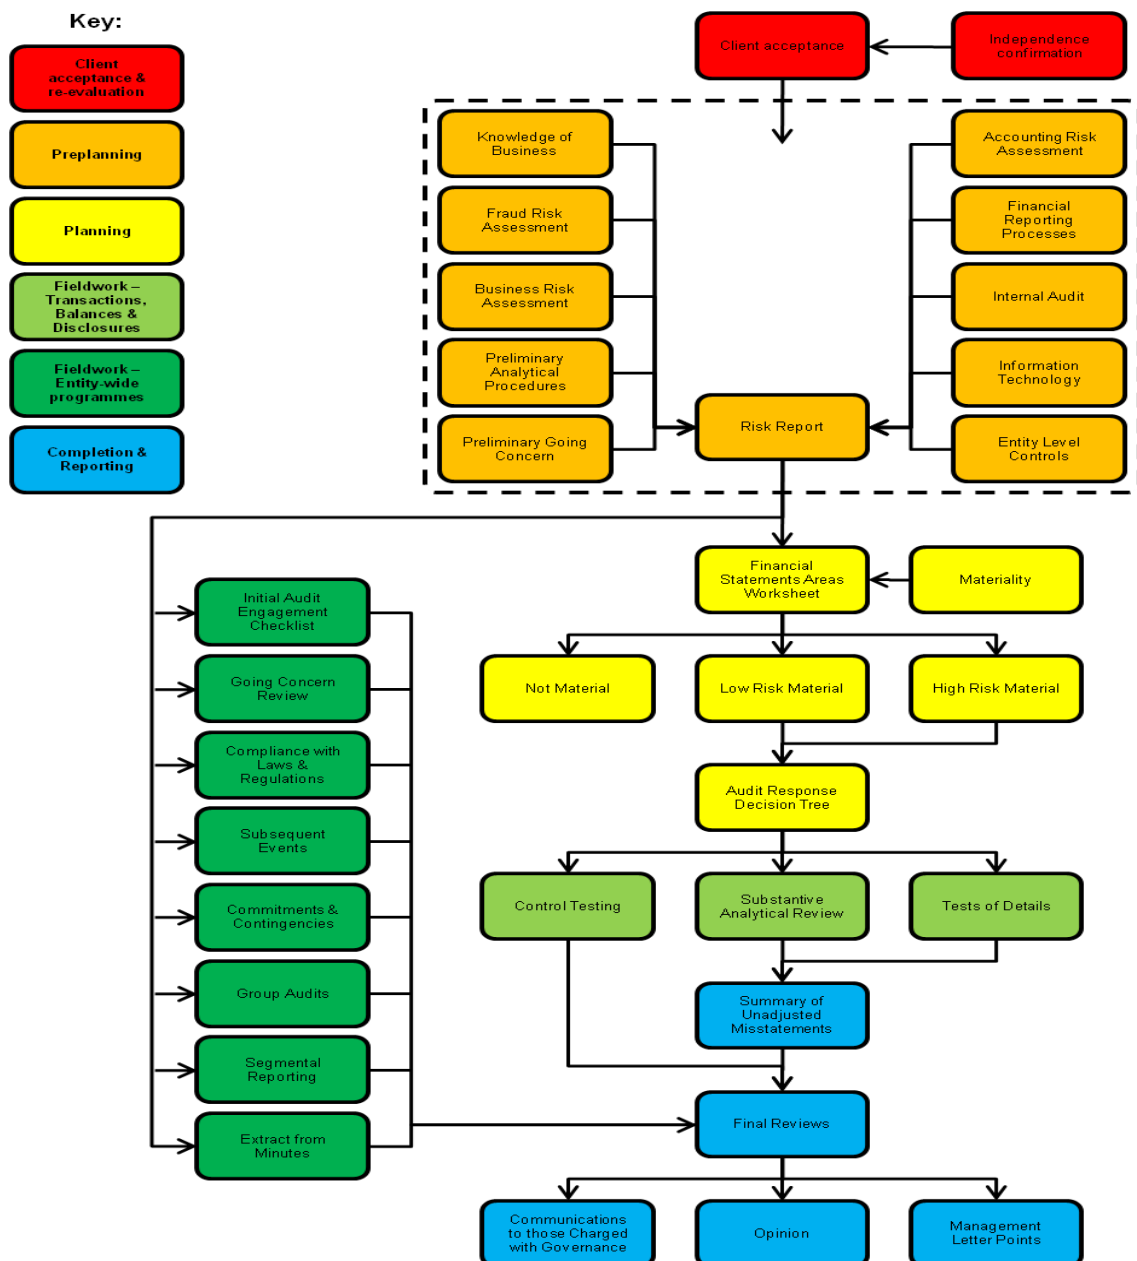 Key:
Client
acceptance &
re-evaluation
Preplanning
Planning
Fieldwork –
Transactions,
Balances &
Disclosures
Fieldwork –
Entity-wide
programmes
Completion &
Reporting
Client acceptance
Independence
confirmation
Knowledge of
Business
Fraud Risk
Assessment
Business Risk
Assessment
Preliminary
Analytical
Procedures
Preliminary Going
Concern
Risk Report
Accounting Risk
Assessment
Financial
Reporting
Processes
Internal Audit
Information
Technology
Entity Level
Controls
Financial
Statements Areas
Worksheet
Materiality
Not Material
Low Risk Material
High Risk Material
Audit Response
Decision Tree
Control Testing
Substantive
Analytical Review
Tests of Details
Summary of
Unadjusted
Misstatements
Initial Audit
Engagement
Checklist
Going Concern
Review
Compliance with
Laws &
Regulations
Subsequent
Events
Commitments &
Contingencies
Group Audits
Segmental
Reporting
Extract from
Minutes
Final Reviews
Communications
to those Charged
with Governance
Opinion
Management
Letter Points